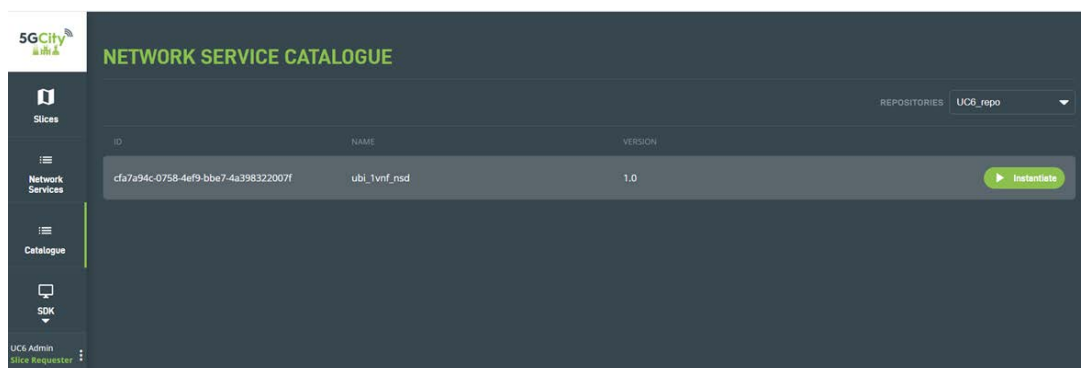 5GCity
NETWORK SERVICE CATALOGUE
Slices
REPOSITORIES UC6_repo
ID NAME VERSION
Network
Services
cfa7a94c-0758-4ef9-bbe7-4a398322007f ubi_1vnf_nsd 1.0 Instantiate
Catalogue
SDK
UC6 Admin
Slice Requester